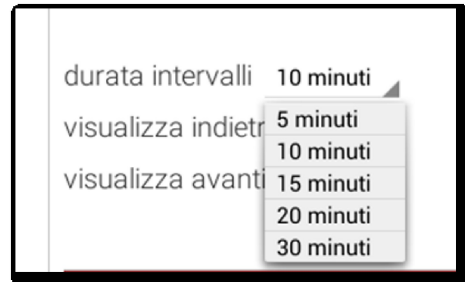 durata intervalli 10 minuti
visualizza indietr
visualizza avanti
5 minuti
10 minuti
15 minuti
20 minuti
30 minuti